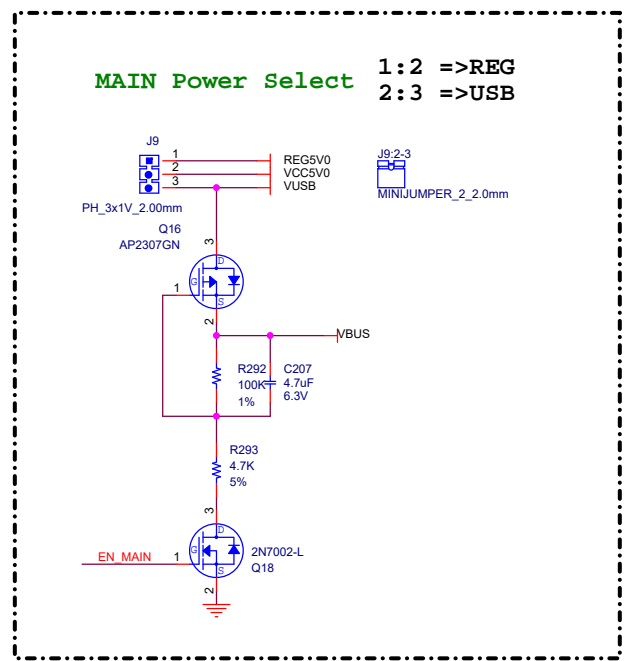 MAIN Power Select
1:2 =>REG
2:3 =>USB
J9
1
2
3
REG5V0
VCC5V0
VUSB
J9:2-3
MINIJUMPER_2_2.0mm
PH_3x1V_2.00mm
Q16
AP2307GN
3
D
G
1
S
2
VBUS
R292
100K
1%
C207
4.7uF
6.3V
R293
4.7K
5%
3
D
G
EN_MAIN
1
S
2
2N7002-L
Q18